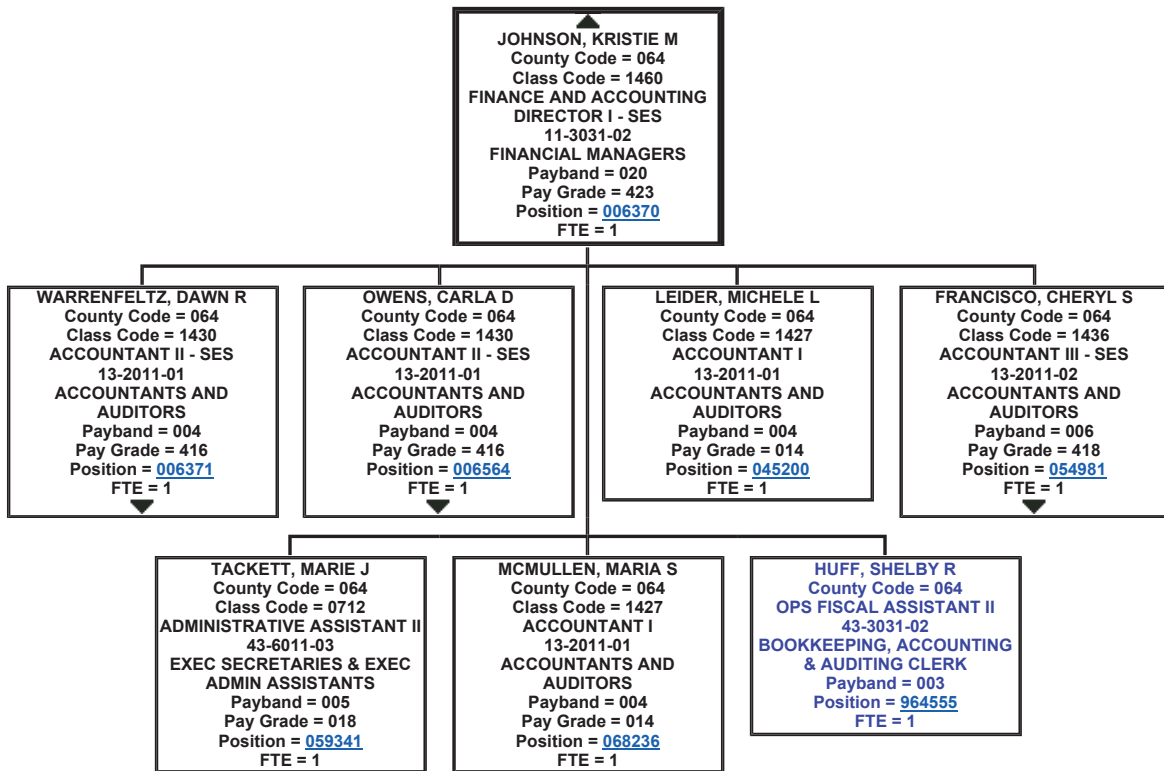 JOHNSON, KRISTIE M
County Code = 064
Class Code = 1460
FINANCE AND ACCOUNTING
DIRECTOR I - SES
11-3031-02
FINANCIAL MANAGERS
Payband = 020
Pay Grade = 423
Position = 006370
FTE = 1
WARRENFELTZ, DAWN R
County Code = 064
Class Code = 1430
ACCOUNTANT II - SES
13-2011-01
ACCOUNTANTS AND
AUDITORS
Payband = 004
Pay Grade = 416
Position = 006371
FTE = 1
OWENS, CARLA D
County Code = 064
Class Code = 1430
ACCOUNTANT II - SES
13-2011-01
ACCOUNTANTS AND
AUDITORS
Payband = 004
Pay Grade = 416
Position = 006564
FTE = 1
LEIDER, MICHELE L
County Code = 064
Class Code = 1427
ACCOUNTANT I
13-2011-01
ACCOUNTANTS AND
AUDITORS
Payband = 004
Pay Grade = 014
Position = 045200
FTE = 1
FRANCISCO, CHERYL S
County Code = 064
Class Code = 1436
ACCOUNTANT III - SES
13-2011-02
ACCOUNTANTS AND
AUDITORS
Payband = 006
Pay Grade = 418
Position = 054981
FTE = 1
TACKETT, MARIE J
County Code = 064
Class Code = 0712
ADMINISTRATIVE ASSISTANT II
43-6011-03
EXEC SECRETARIES & EXEC
ADMIN ASSISTANTS
Payband = 005
Pay Grade = 018
Position = 059341
FTE = 1
MCMULLEN, MARIA S
County Code = 064
Class Code = 1427
ACCOUNTANT I
13-2011-01
ACCOUNTANTS AND
AUDITORS
Payband = 004
Pay Grade = 014
Position = 068236
FTE = 1
HUFF, SHELBY R
County Code = 064
OPS FISCAL ASSISTANT II
43-3031-02
BOOKKEEPING, ACCOUNTING
& AUDITING CLERK
Payband = 003
Position = 964555
FTE = 1